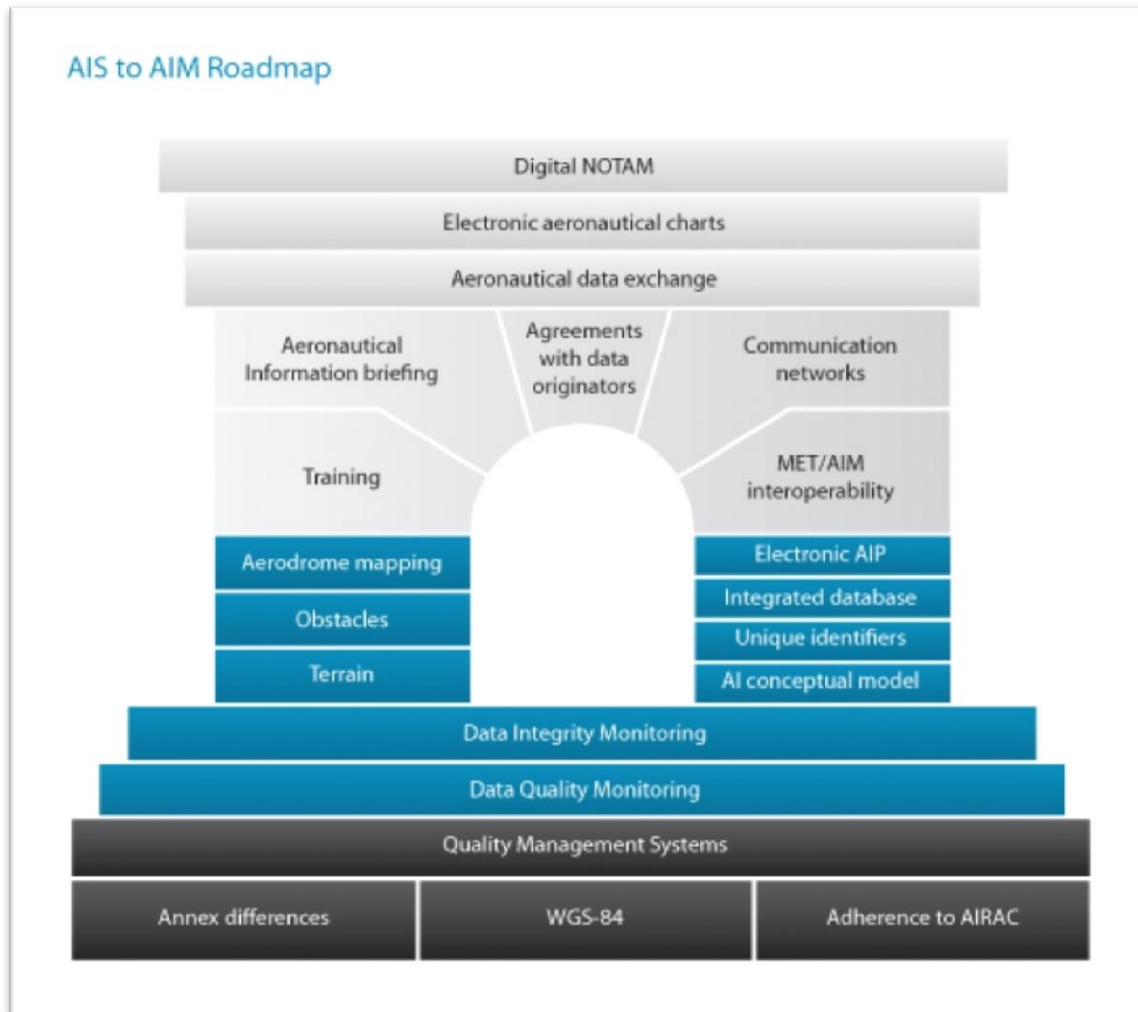 AIS to AIM Roadmap
Digital NOTAM
Electronic aeronautical charts
Aeronautical data exchange
Aeronautical
Information briefing
Agreements
with data
originators
Communication
networks
Training
MET/AIM
interoperability
Aerodrome mapping
Obstacles
Terrain
Electronic AIP
Integrated database
Unique identifiers
AI conceptual model
Data Integrity Monitoring
Data Quality Monitoring
Quality Management Systems
Annex differences
WGS-84
Adherence to AIRAC